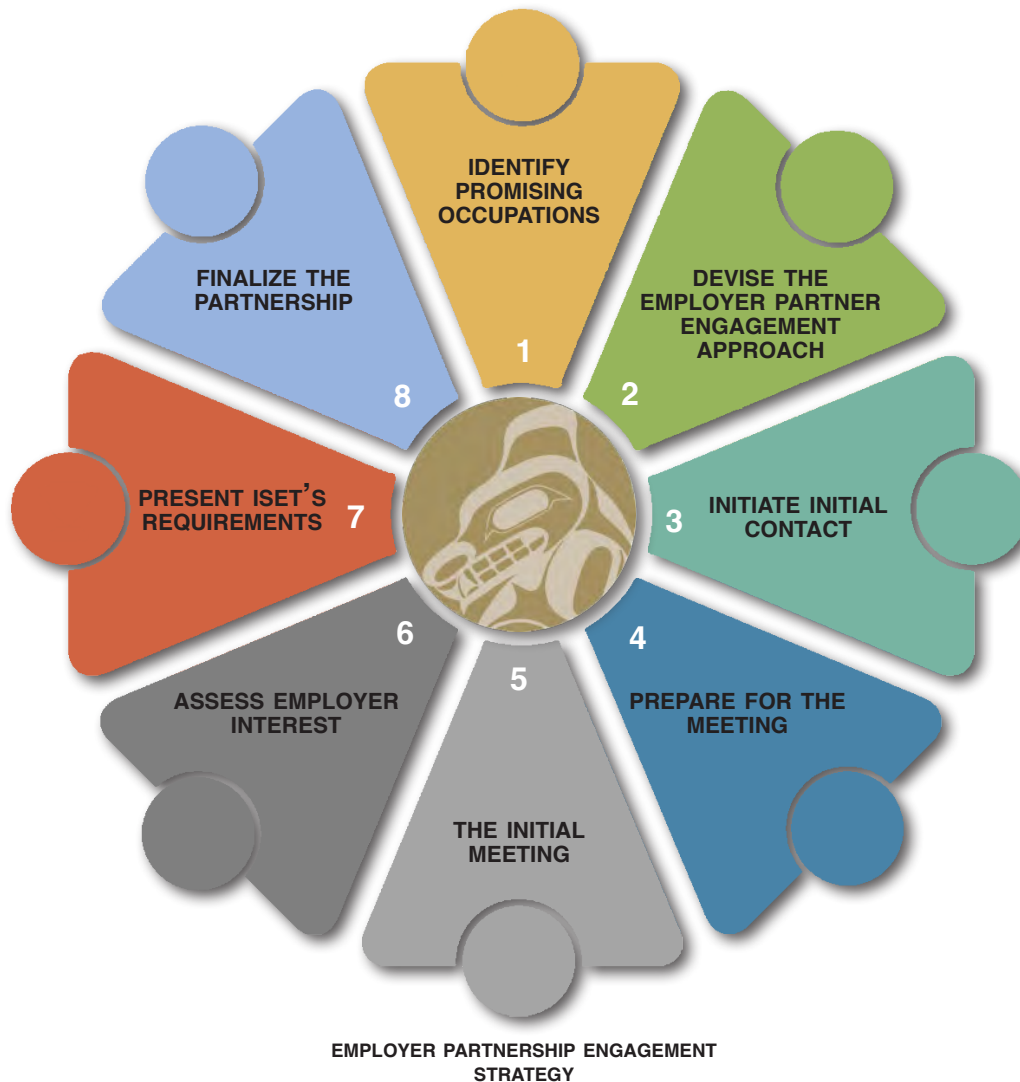 IDENTIFY
PROMISING
OCCUPATIONS
1
DEVISE THE
EMPLOYER PARTNER
ENGAGEMENT
APPROACH
2
3
INITIATE INITIAL
CONTACT
4
PREPARE FOR THE
MEETING
5
THE INITIAL
MEETING
6
ASSESS EMPLOYER
INTEREST
PRESENT ISET'S
REQUIREMENTS
7
FINALIZE THE
PARTNERSHIP
8
EMPLOYER PARTNERSHIP ENGAGEMENT
STRATEGY